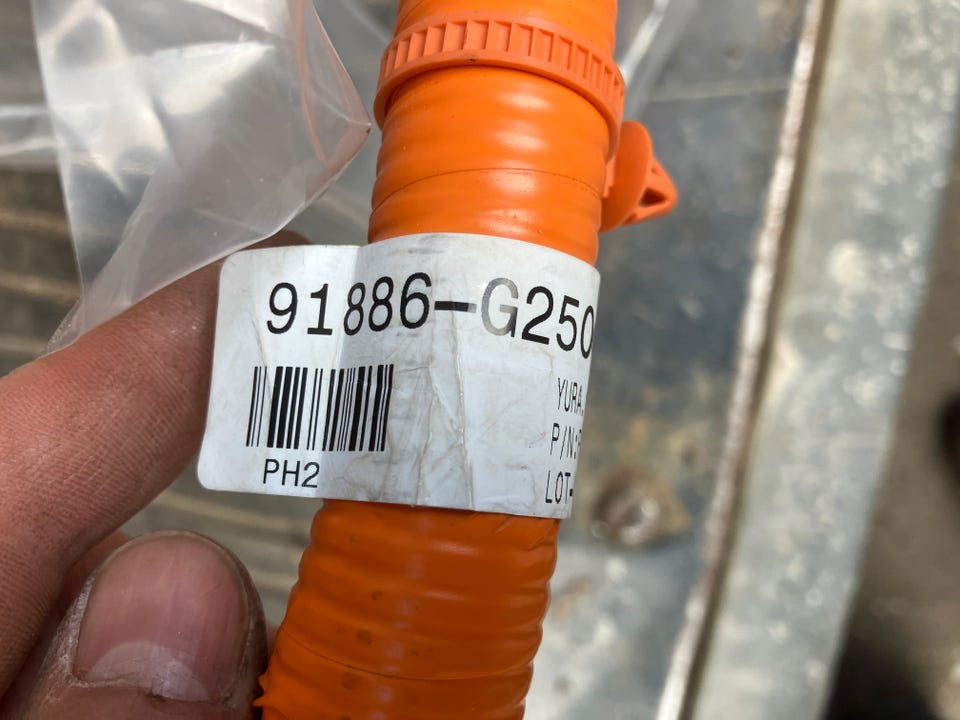 91886-G250
YURA
P/N:
PH2
LOT-